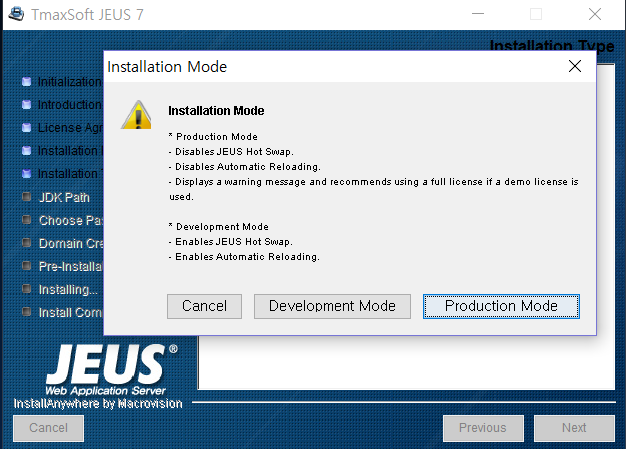 TmaxSoft JEUS 7
Installation Type
Installation Mode
Initialization
Introduction
License Agr
Installation
Installation
JDK Path
Choose Pa
Domain Cre
Pre-Installa
Installing...
Install Com
Installation Mode
* Production Mode
- Disables JEUS Hot Swap.
- Disables Automatic Reloading.
- Displays a warning message and recommends using a full license if a demo license is
used.
* Development Mode
- Enables JEUS Hot Swap.
- Enables Automatic Reloading.
Cancel Development Mode Production Mode
JEUS®
Web Application Server
InstallAnywhere by Macrovision
Cancel Previous Next